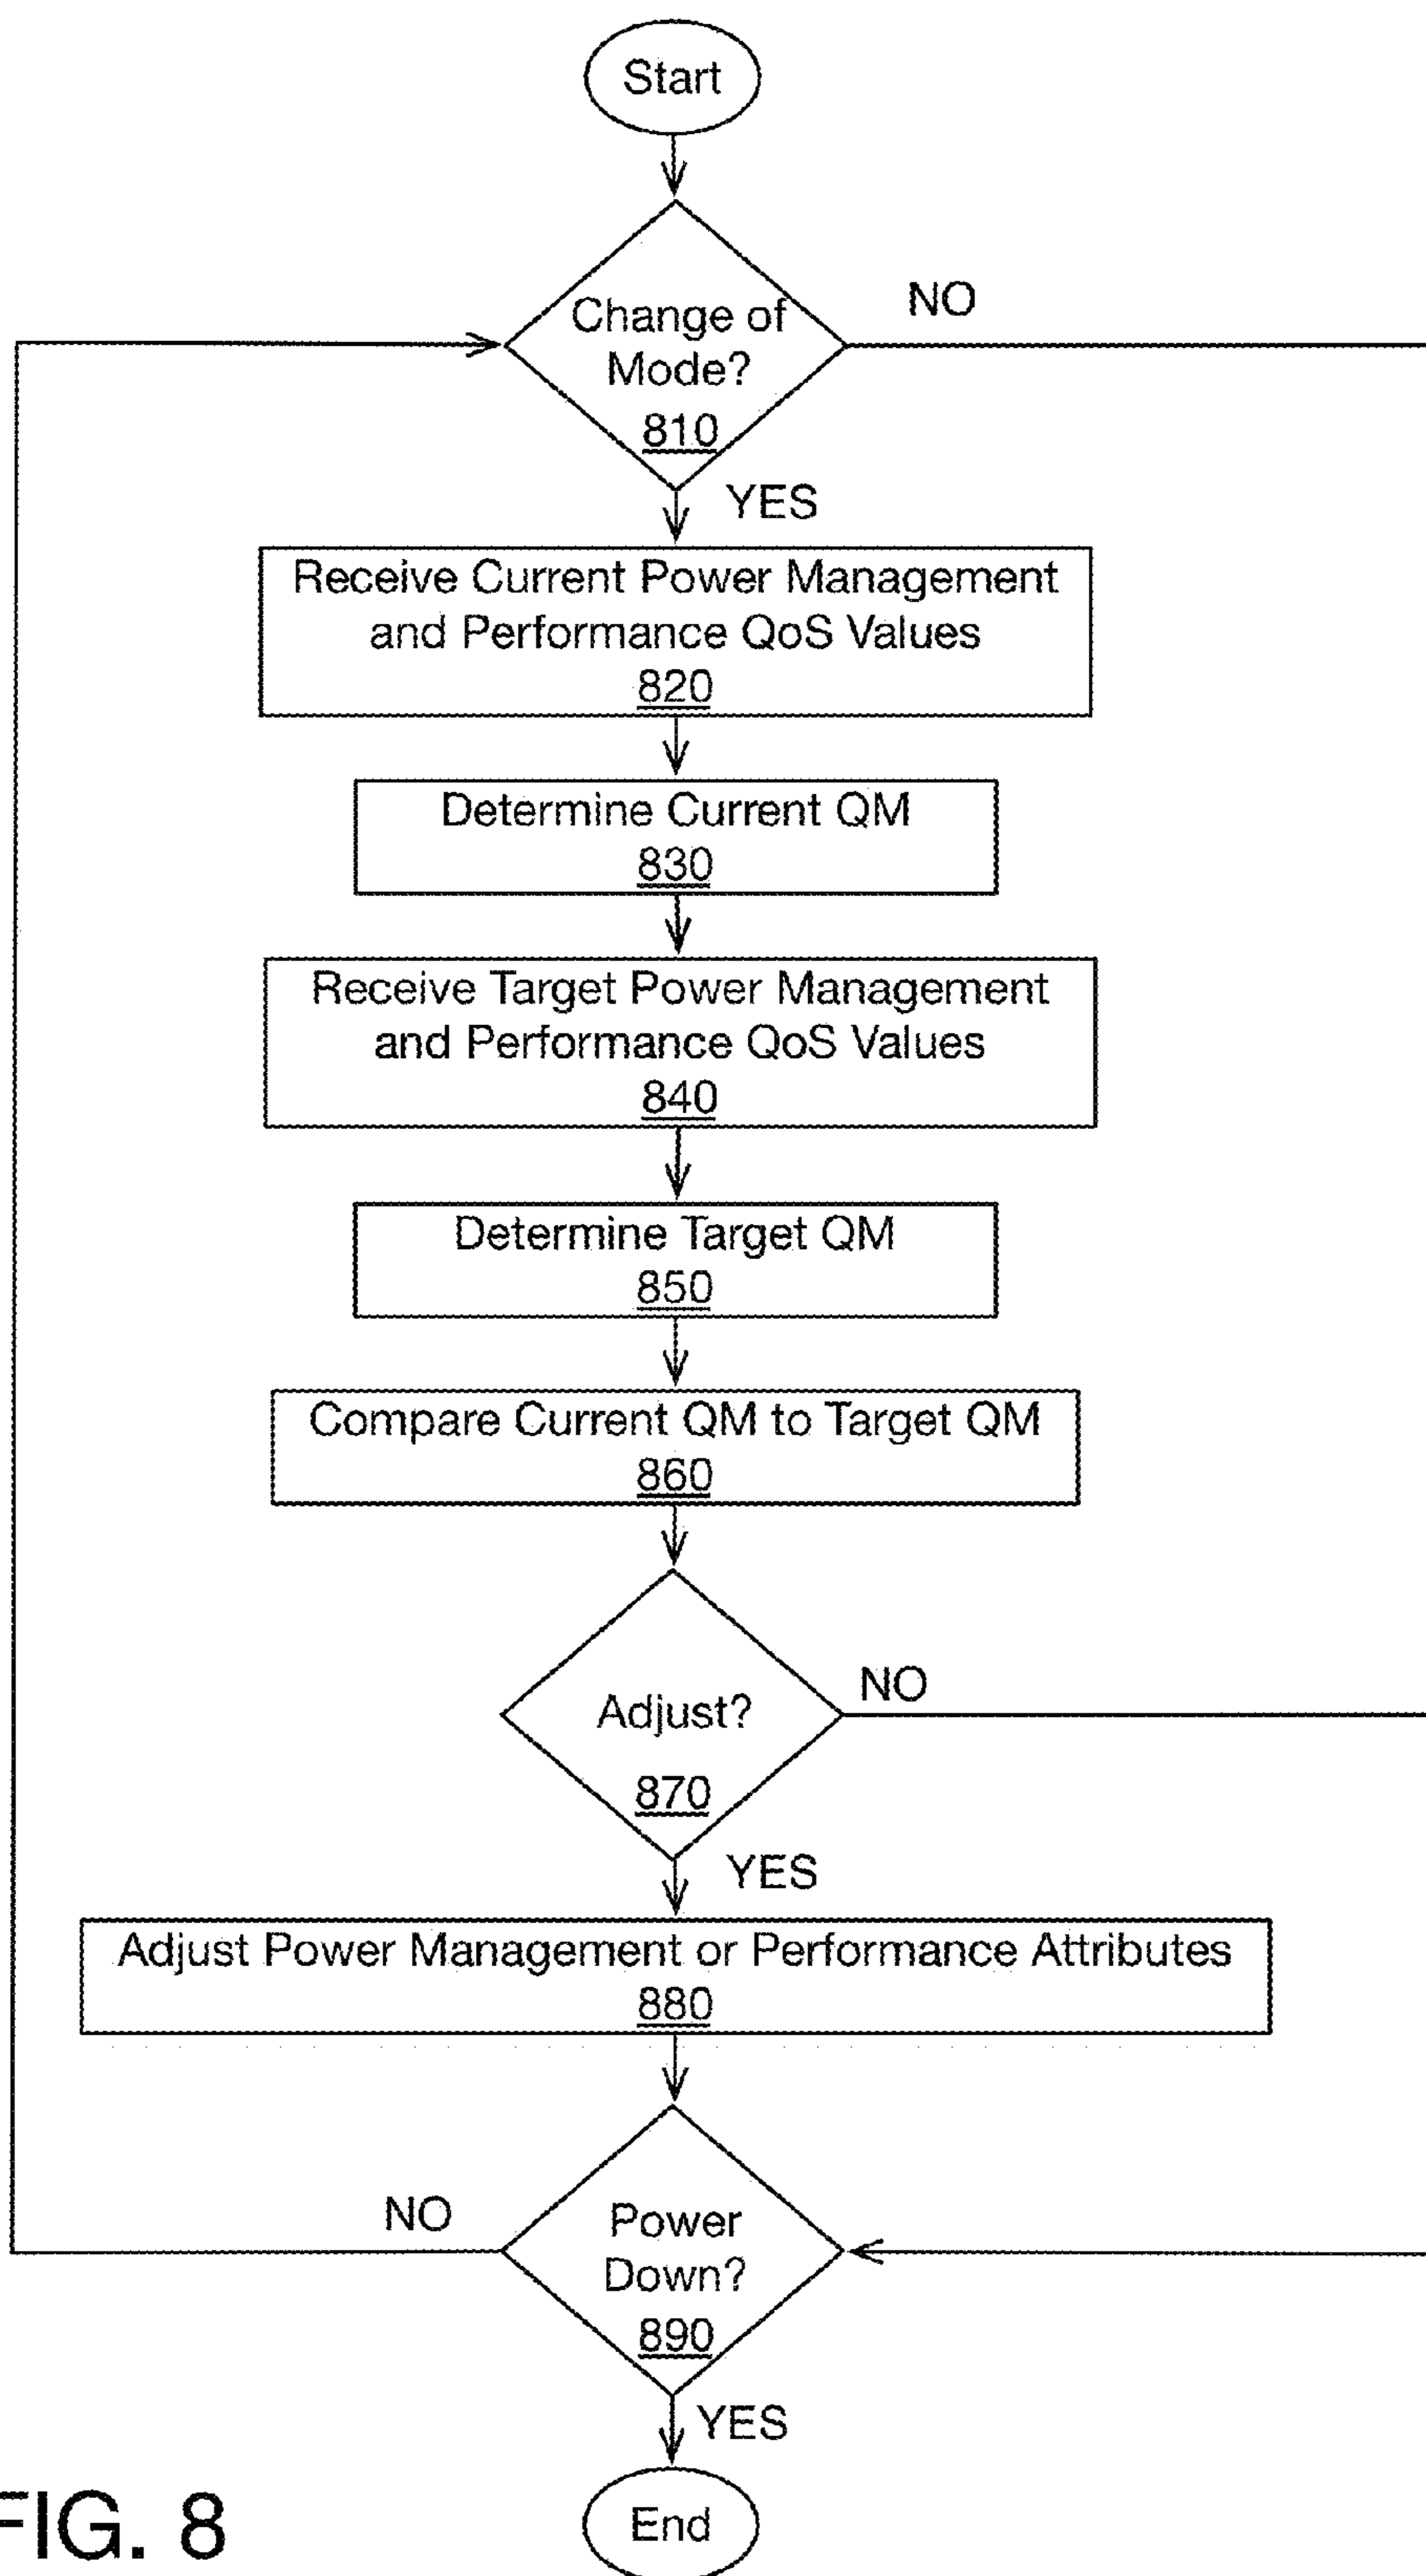 Start
Change of
Mode?
810
NO
YES
Receive Current Power Management
and Performance QoS Values
820
Determine Current QM
830
Receive Target Power Management
and Performance QoS Values
840
Determine Target QM
850
Compare Current QM to Target QM
860
Adjust?
870
NO
YES
Adjust Power Management or Performance Attributes
880
NO
Power
Down?
890
YES
End
FIG. 8